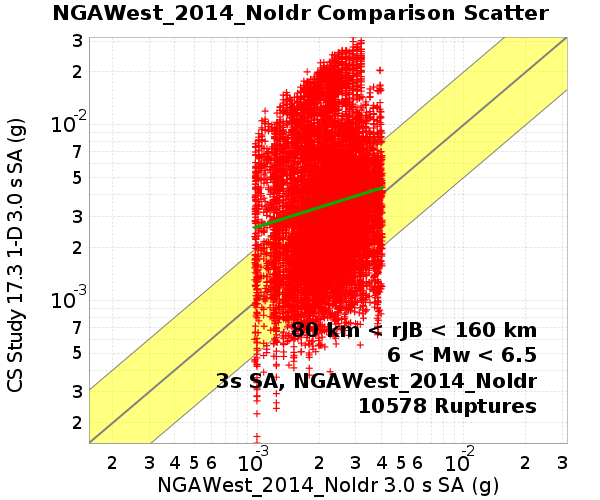 NGAWest_2014_NoIdr Comparison Scatter
CS Study 17.3 1-D 3.0 s SA (g)
3
2
10-2
7
5
3
2
10-3
7
5
3
2
80 km < rJB < 160 km
6 < Mw < 6.5
3s SA, NGAWest_2014_NoIdr
10578 Ruptures
2 3 4 5 6 10-3 2 3 4 5 6 10-2 2 3
NGAWest_2014_NoIdr 3.0 s SA (g)